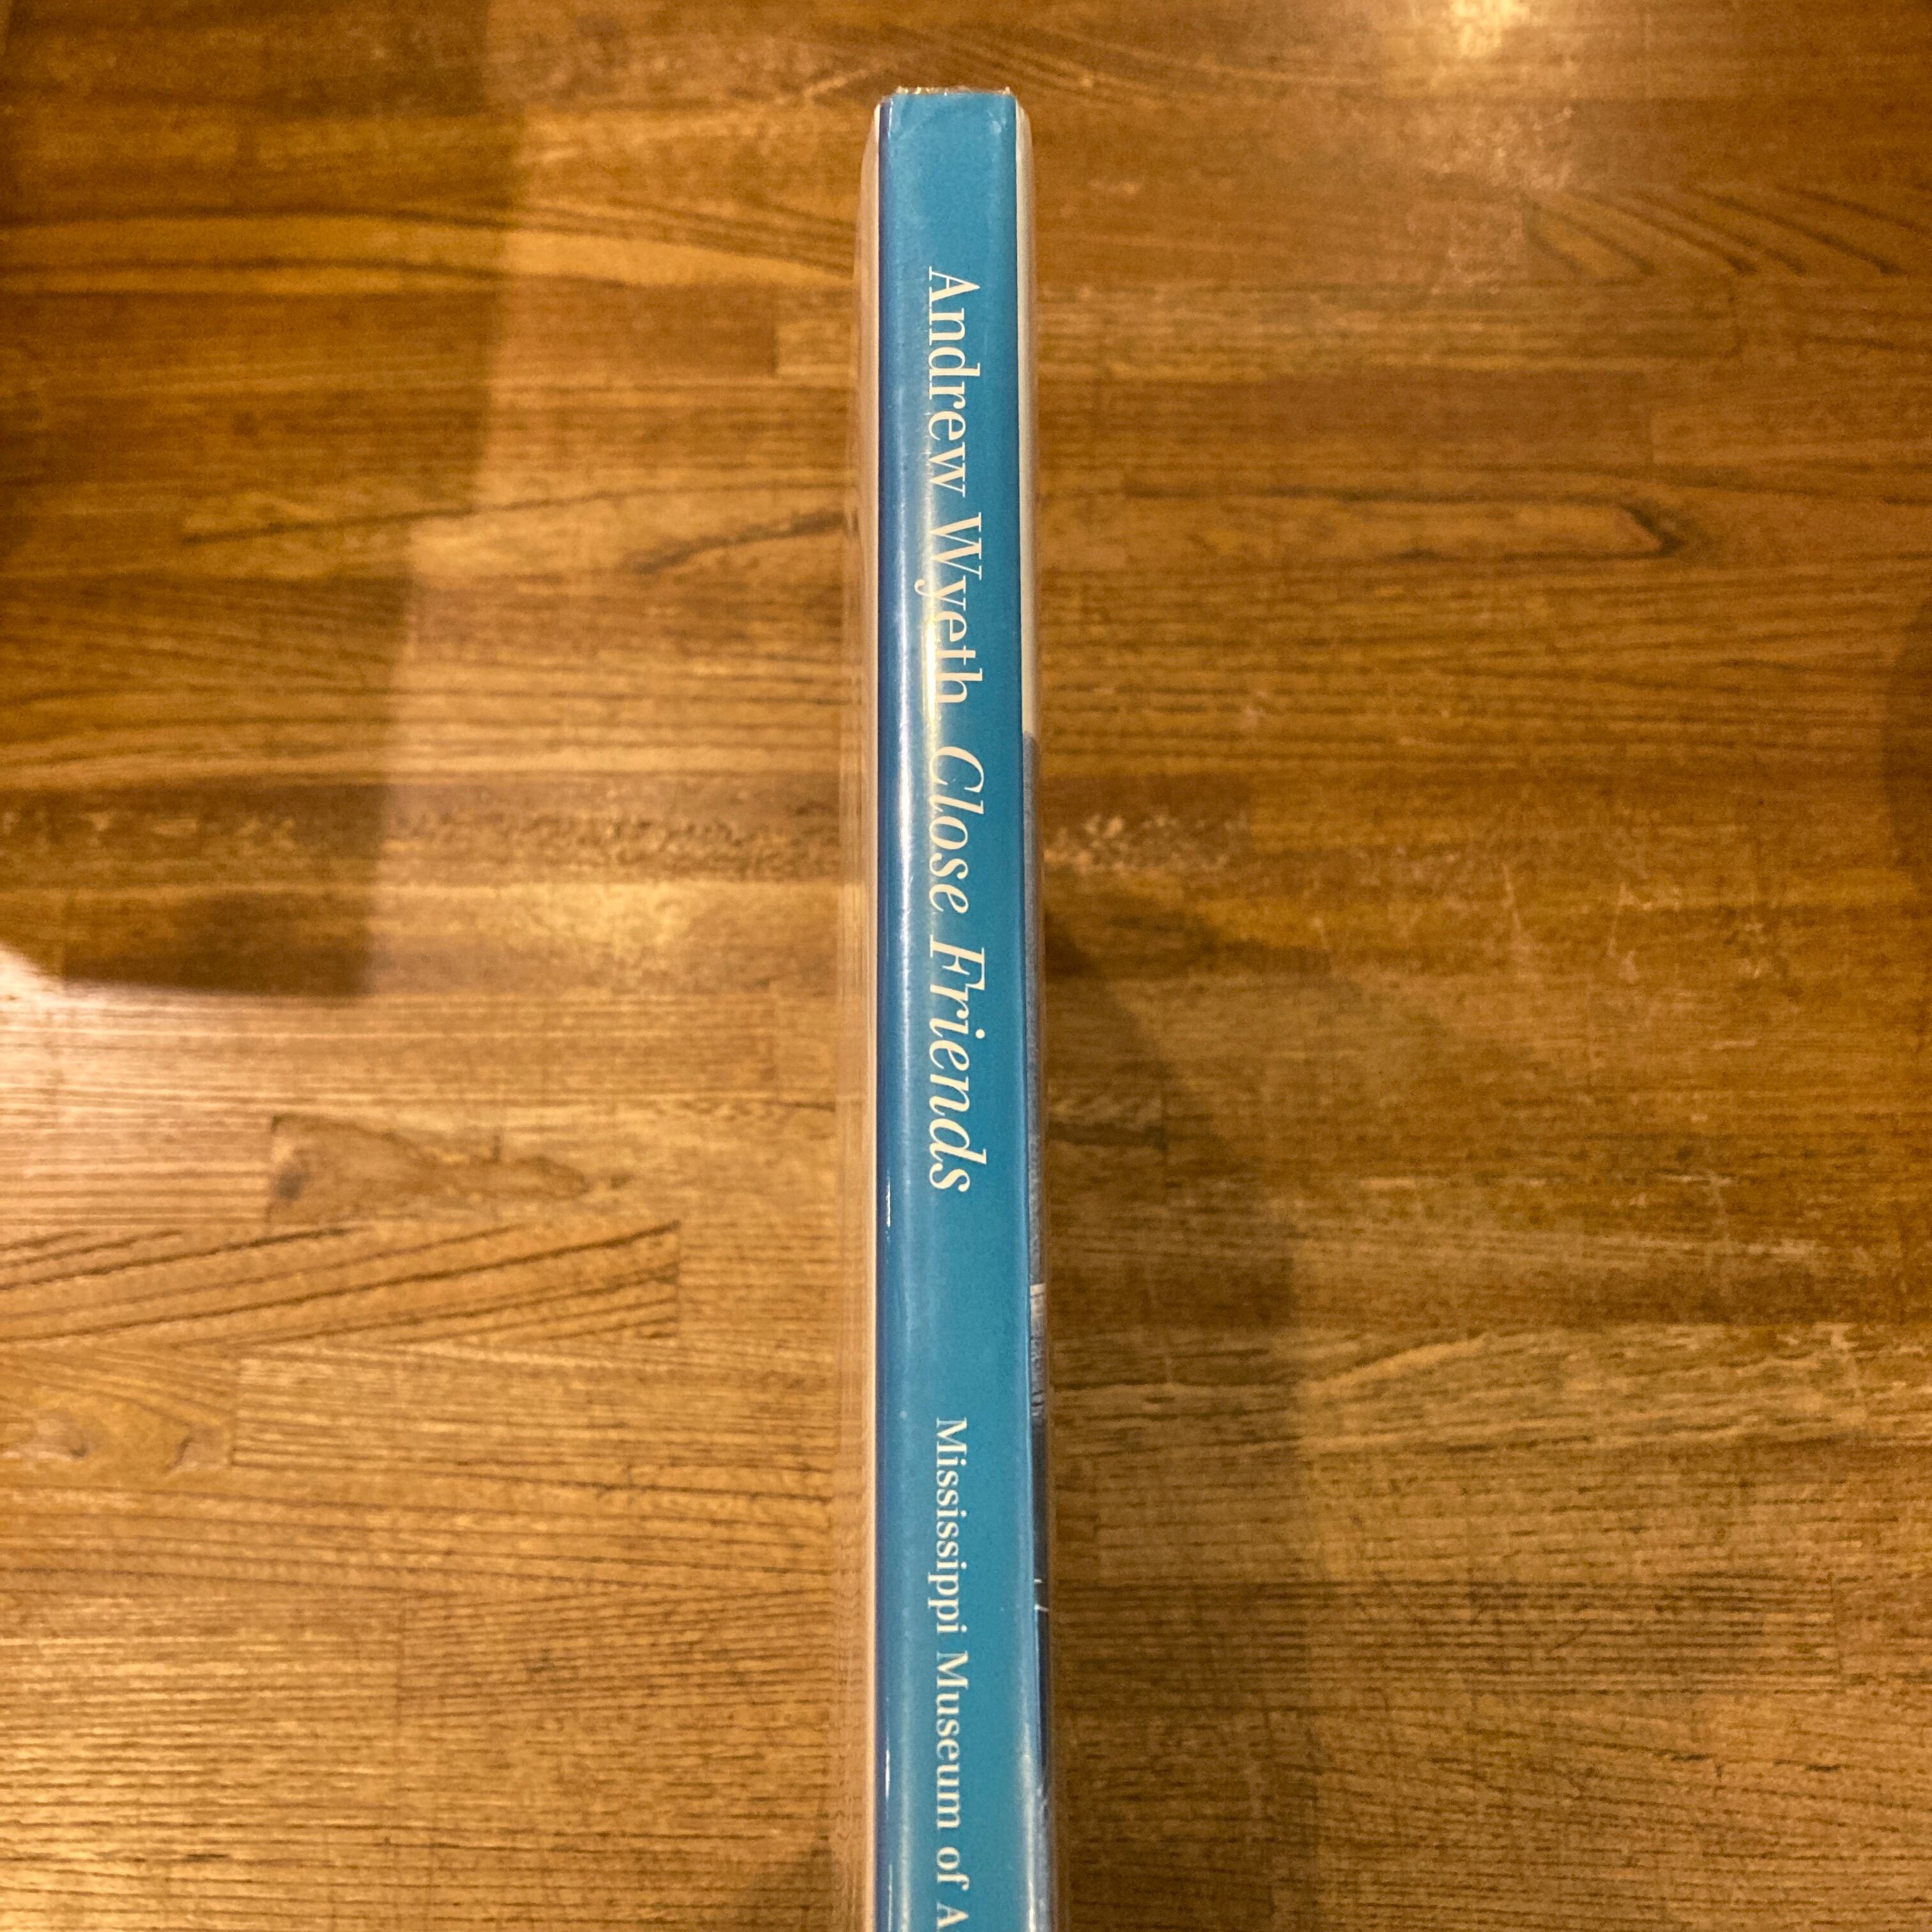 Andrew Wyeth Close Friends
Mississippi Museum of A